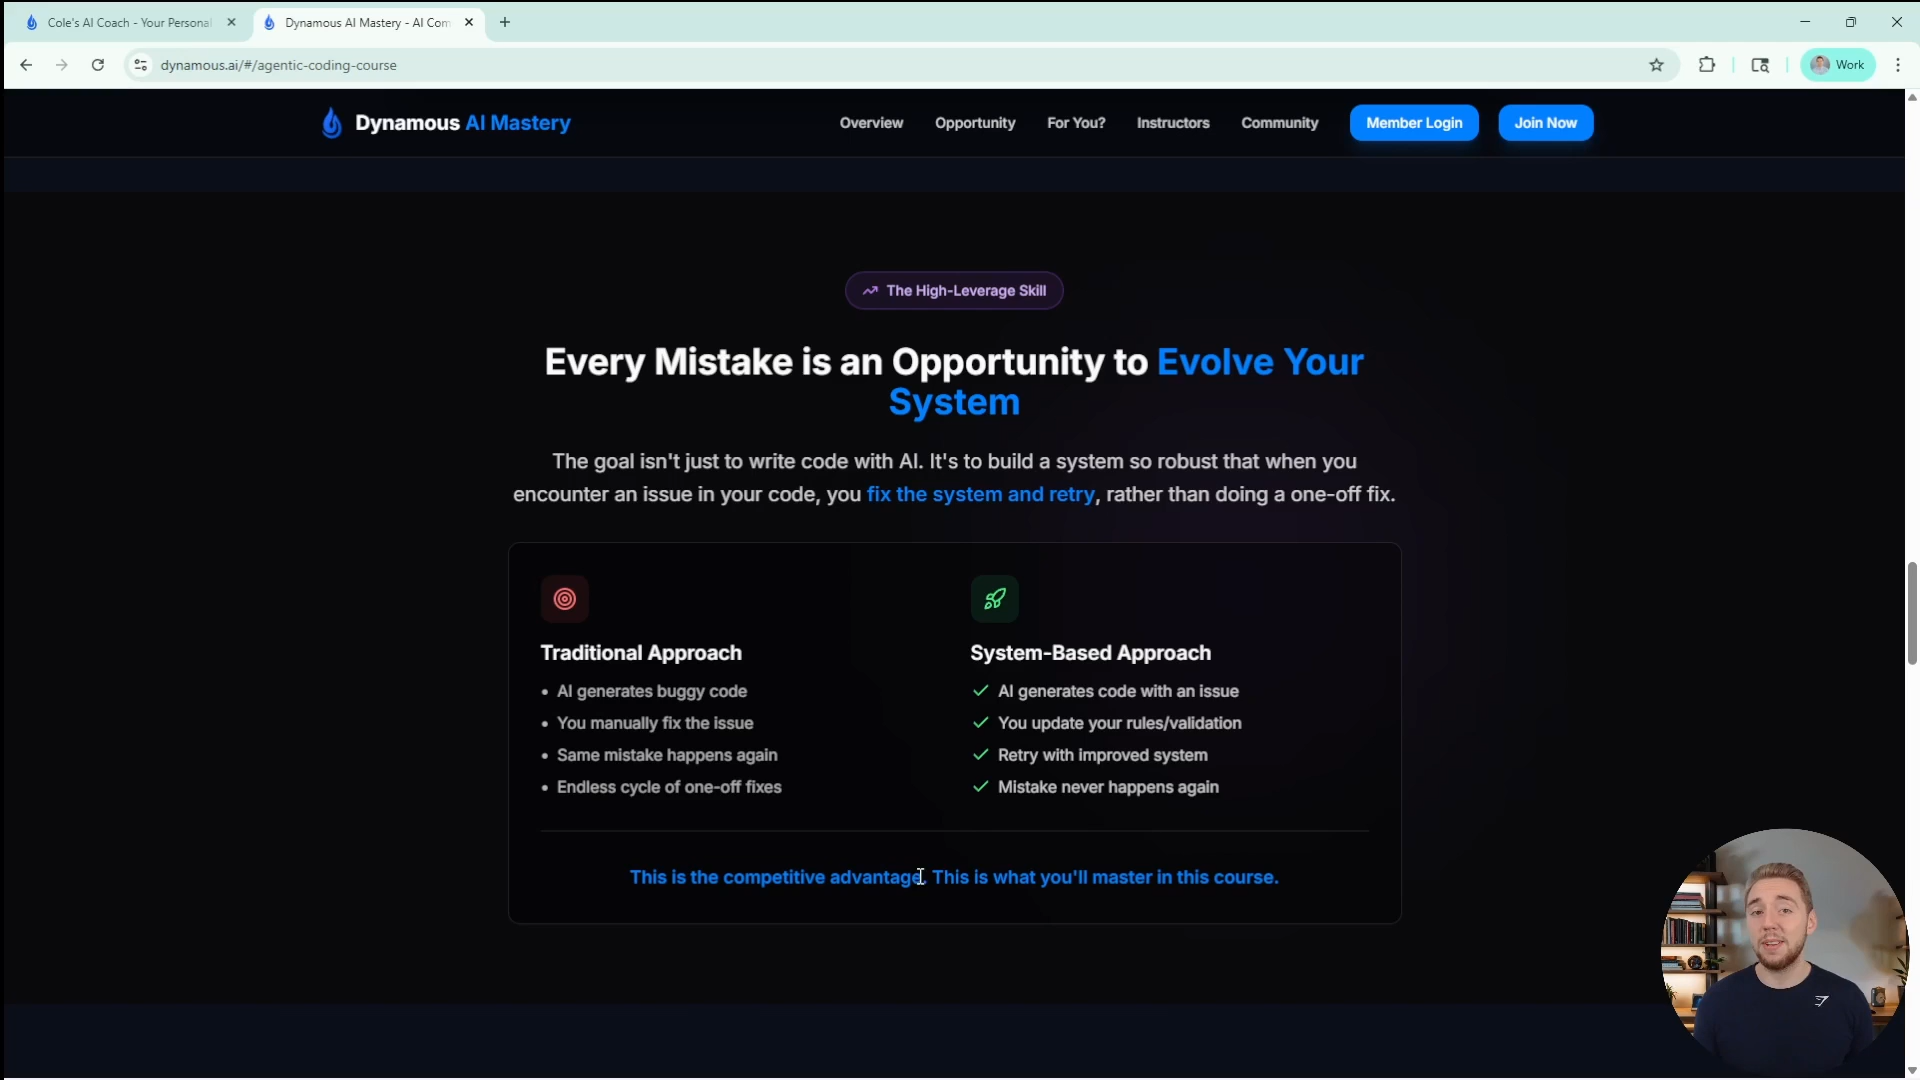 Cole's AI Coach - Your Personal
Dynamous AI Mastery - AI Com
dynamous.ai/#/agentic-coding-course
Work
Dynamous AI Mastery
Overview
Opportunity
For You?
Instructors
Community
Member Login
Join Now
The High-Leverage Skill
Every Mistake is an Opportunity to Evolve Your
System
The goal isn't just to write code with AI. It's to build a system so robust that when you
encounter an issue in your code, you fix the system and retry, rather than doing a one-off fix.
Traditional Approach
• AI generates buggy code
• You manually fix the issue
• Same mistake happens again
• Endless cycle of one-off fixes
System-Based Approach
✓ AI generates code with an issue
✓ You update your rules/validation
✓ Retry with improved system
✓ Mistake never happens again
This is the competitive advantage. This is what you'll master in this course.